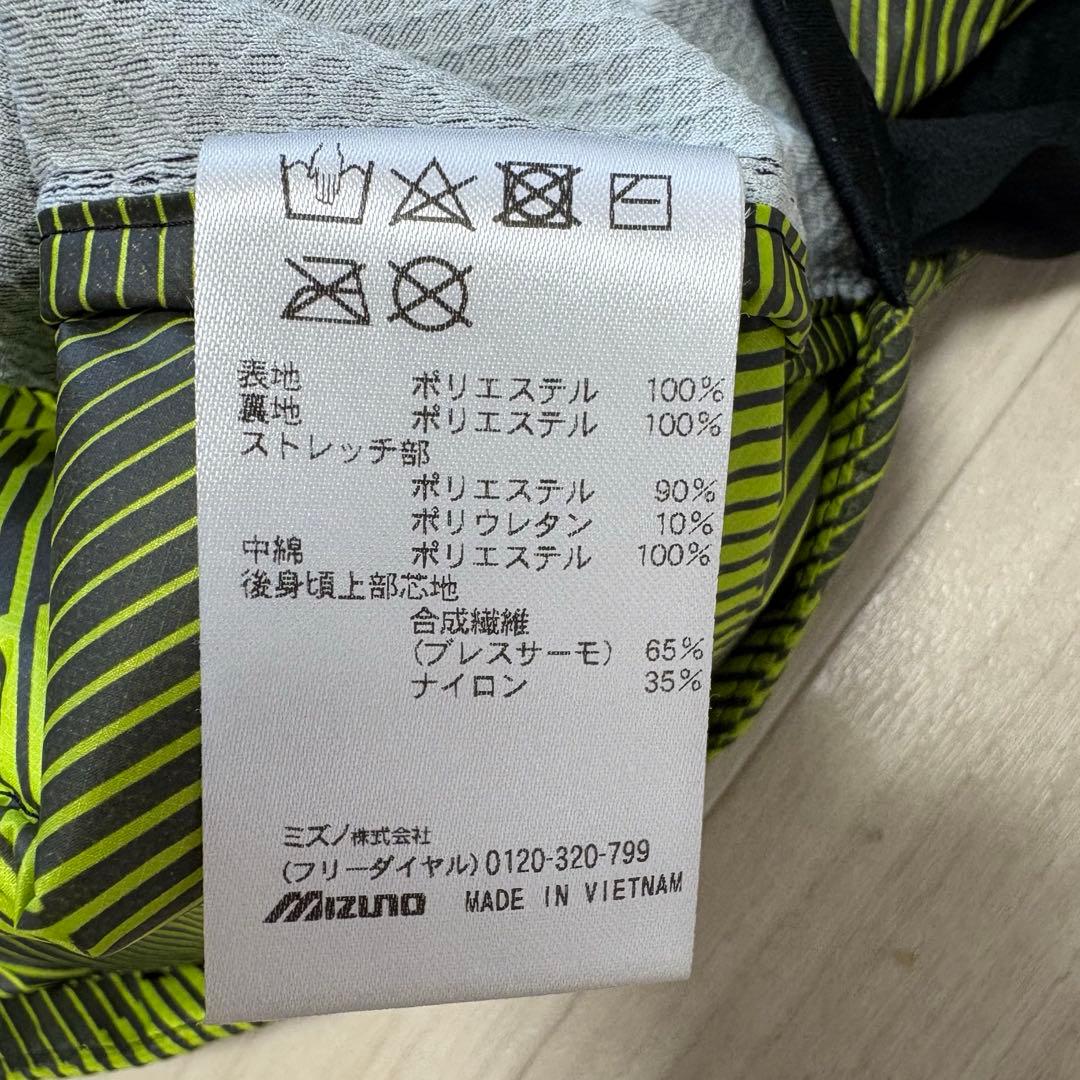 表地 ポリエステル 100%
裏地 ポリエステル 100%
ストレッチ部
ポリエステル 90%
ポリウレタン 10%
中綿 ポリエステル 100%
後身頃上部芯地
合成繊維
(ブレスサーモ) 65%
ナイロン 35%
ミズノ株式会社
(フリーダイヤル)0120-320-799
MIZUNO MADE IN VIETNAM